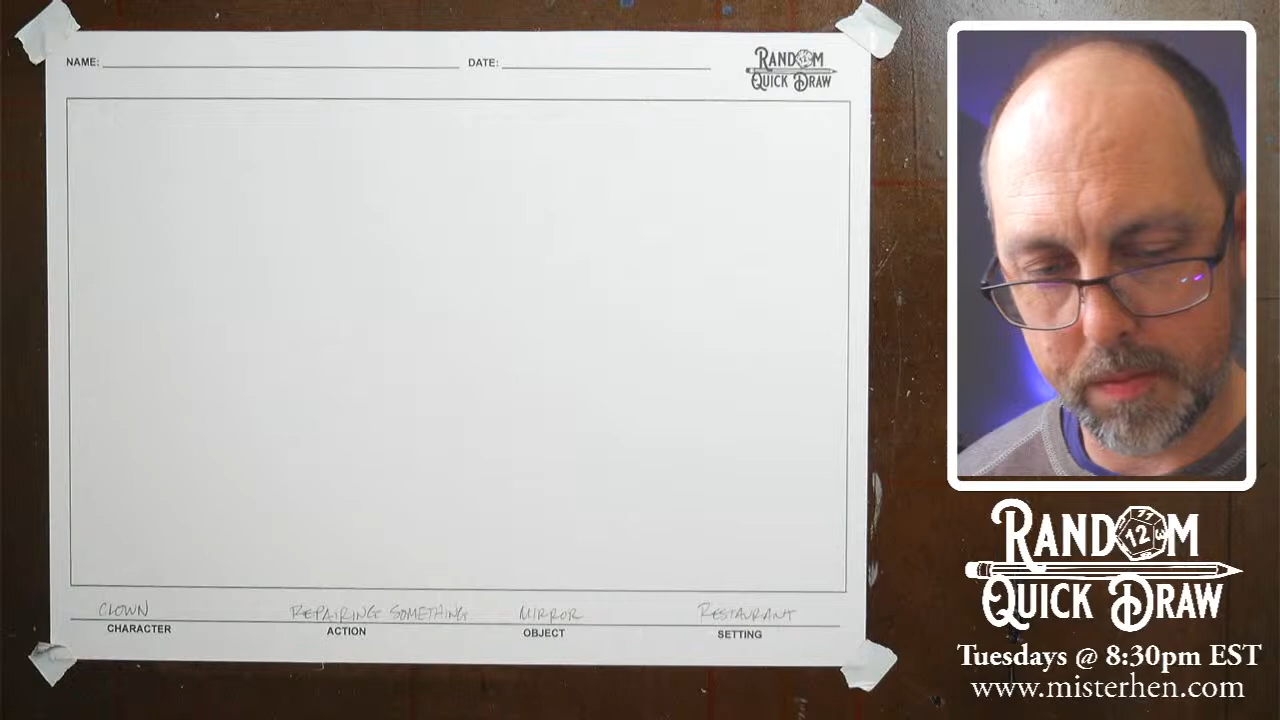 NAME: DATE: RANDOM
QUICK DRAW
CLOWN REPAIRING SOMETHING MIRROR RESTAURANT
CHARACTER ACTION OBJECT SETTING
RANDOM
11
12
QUICK DRAW
Tuesdays @ 8:30pm EST
www.misterhen.com